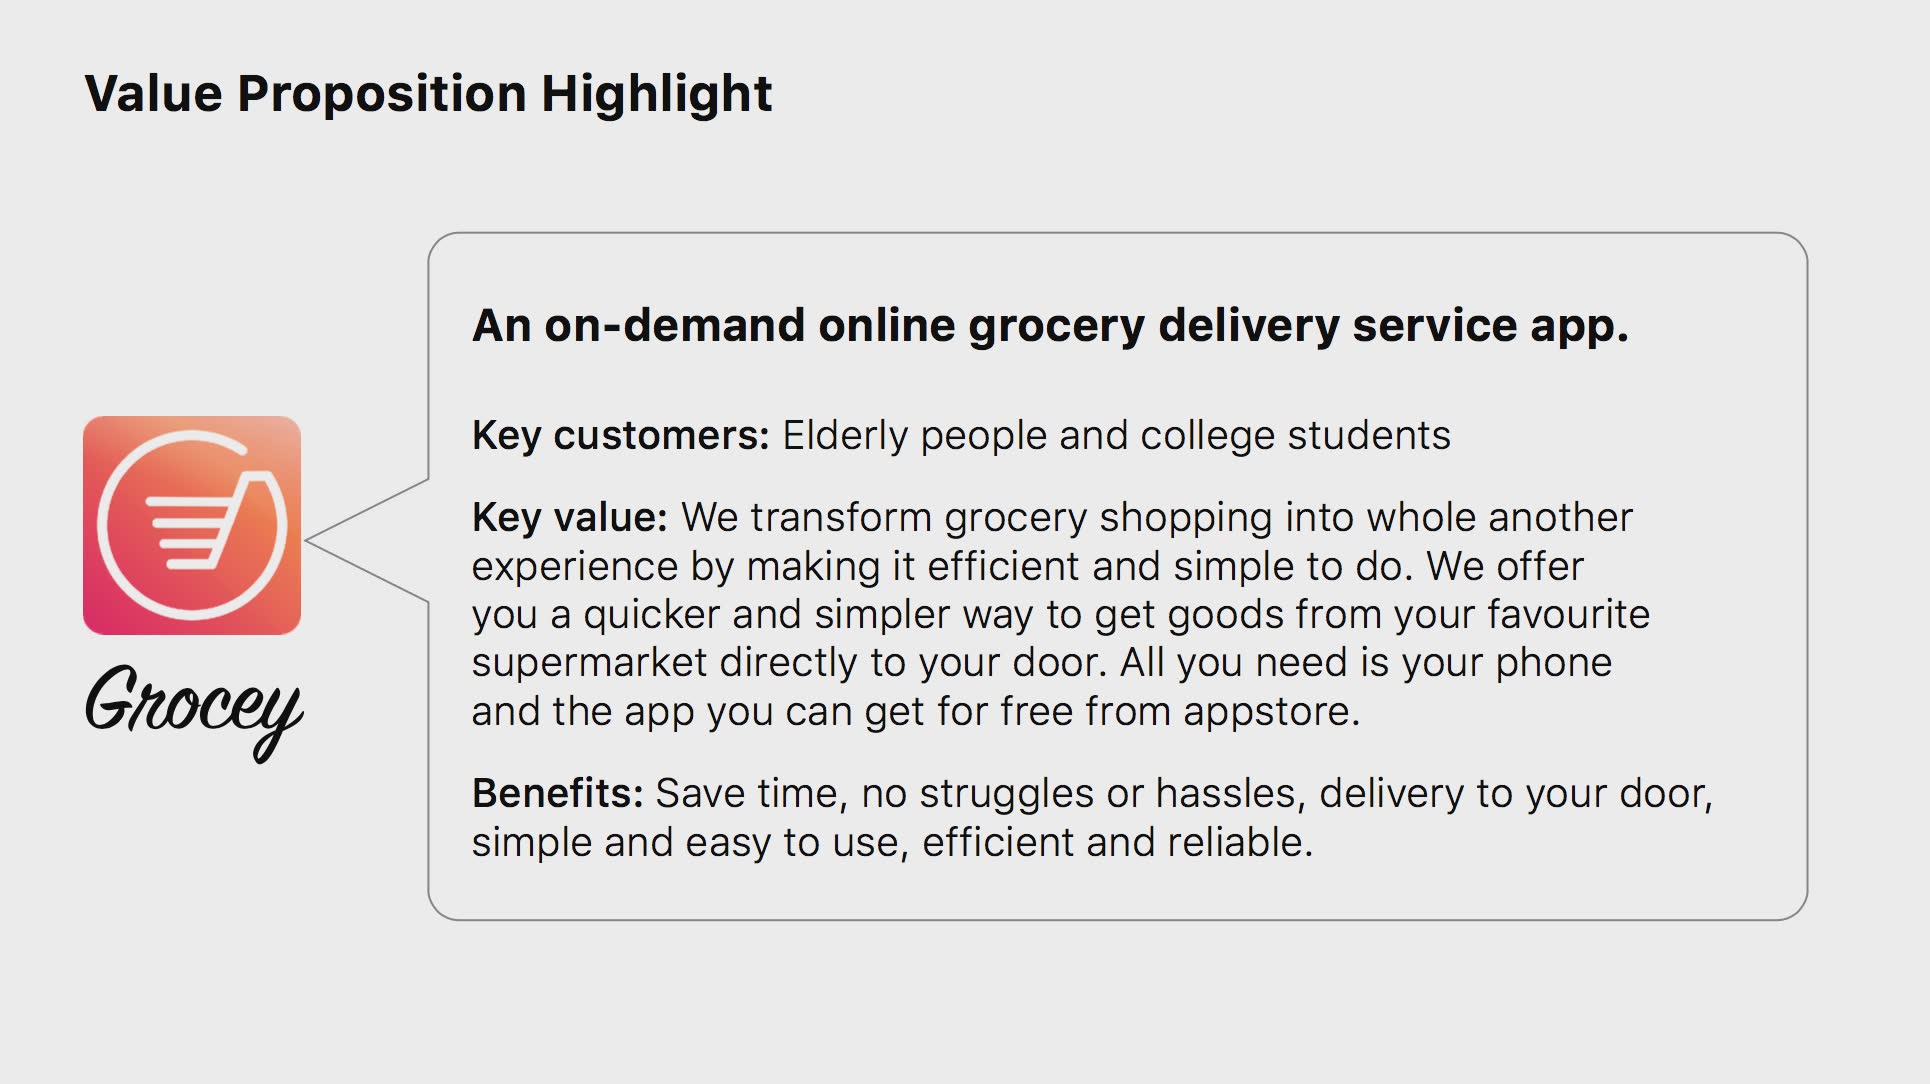 Value Proposition Highlight
An on-demand online grocery delivery service app.
Key customers: Elderly people and college students
Key value: We transform grocery shopping into whole another
experience by making it efficient and simple to do. We offer
you a quicker and simpler way to get goods from your favourite
supermarket directly to your door. All you need is your phone
and the app you can get for free from appstore.
Benefits: Save time, no struggles or hassles, delivery to your door,
simple and easy to use, efficient and reliable.
Grocey